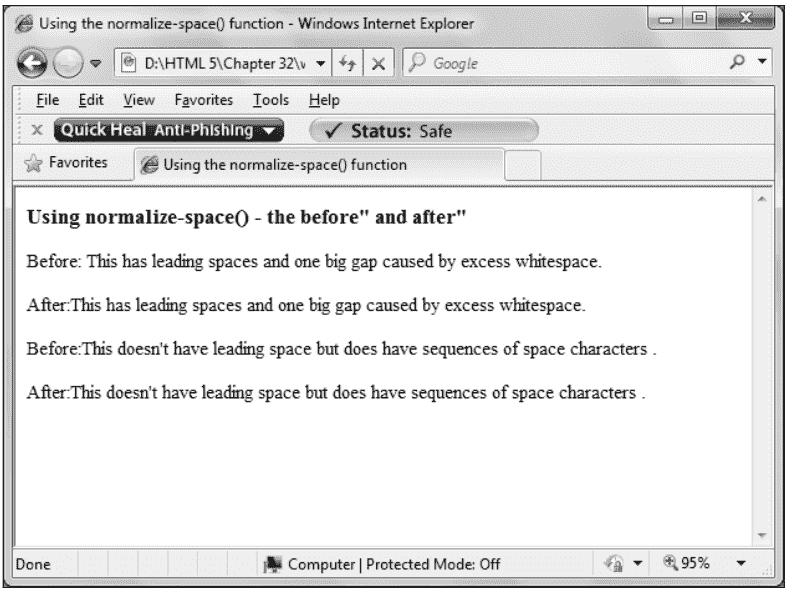 Using the normalize-space() function - Windows Internet Explorer
D:\HTML 5\Chapter 32\v
Google
File Edit View Favorites Tools Help
x Quick Heal Anti-Phishing Status: Safe
Favorites Using the normalize-space() function
Using normalize-space() - the before" and after"
Before: This has leading spaces and one big gap caused by excess whitespace.
After:This has leading spaces and one big gap caused by excess whitespace.
Before:This doesn't have leading space but does have sequences of space characters .
After:This doesn't have leading space but does have sequences of space characters .
Done Computer | Protected Mode: Off 95%